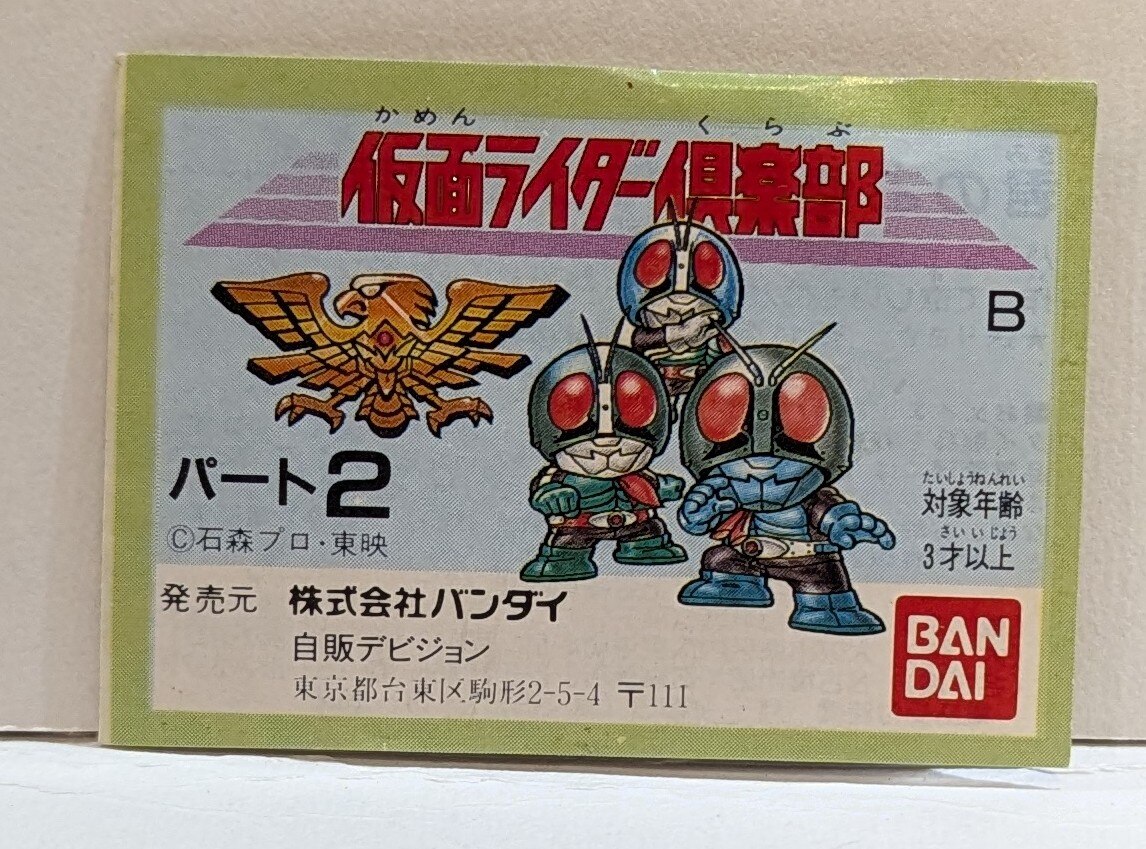 かめん くらぶ
仮面ライダー倶楽部
B
パート2
©石森プロ・東映
たいしょうねんれい
対象年齢
さいいじょう
3才以上
発売元 株式会社バンダイ
自販デビジョン
東京都台東区駒形2-5-4 〒111
BAN
DAI